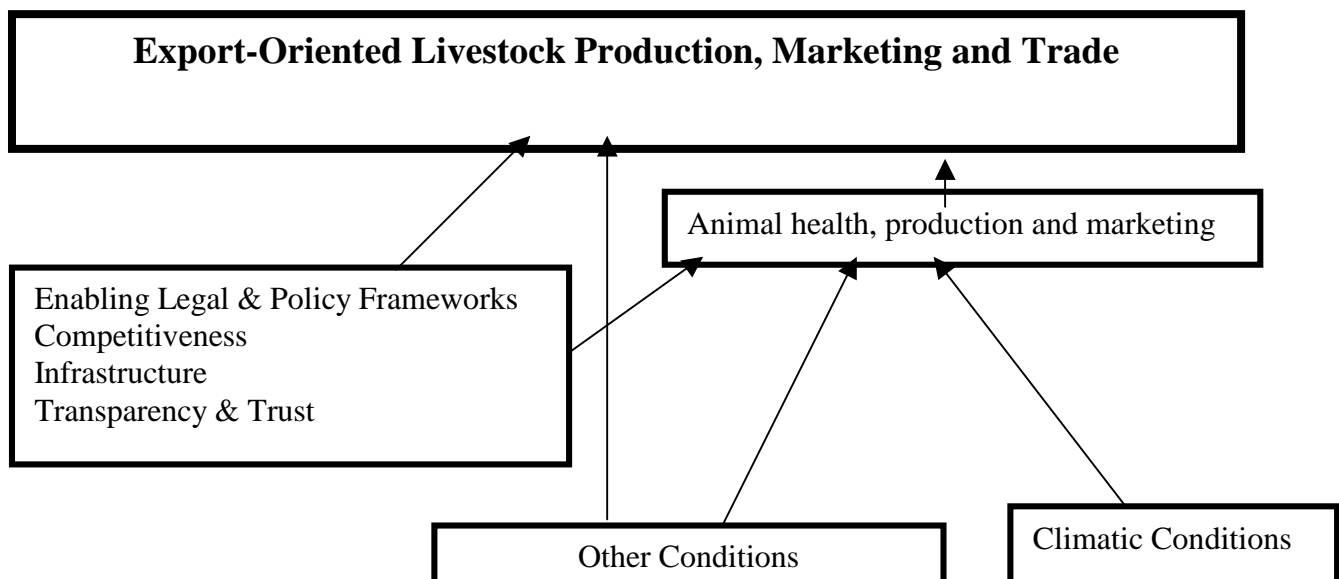 Export-Oriented Livestock Production, Marketing and Trade
Animal health, production and marketing
Enabling Legal & Policy Frameworks
Competitiveness
Infrastructure
Transparency & Trust
Other Conditions
Climatic Conditions